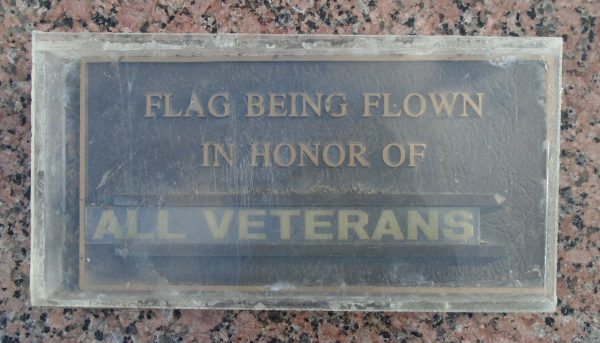 FLAG BEING FLOWN
IN HONOR OF
ALL VETERANS